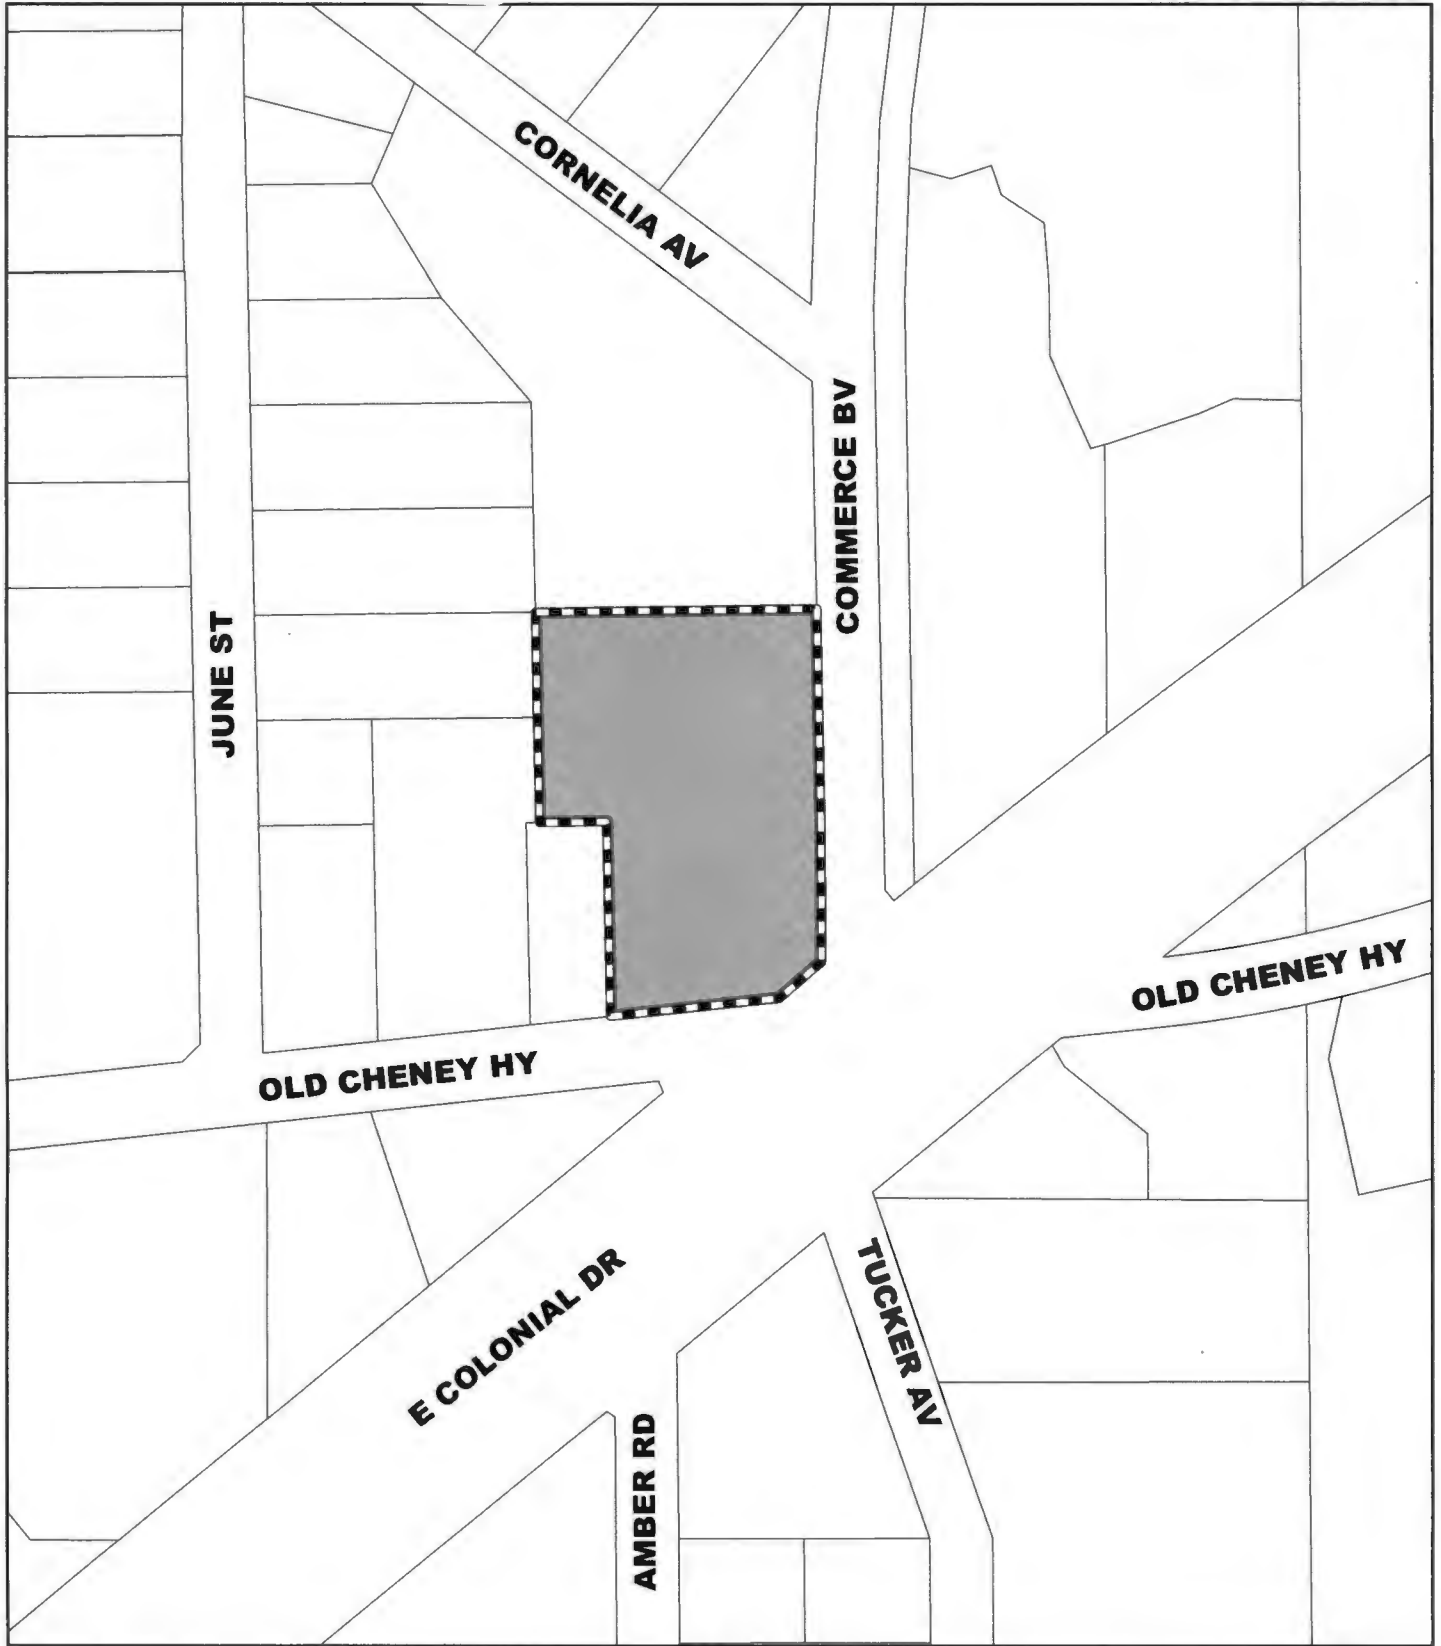 CORNELIA AV
COMMERCE BV
JUNE ST
OLD CHENEY HY
OLD CHENEY HY
E COLONIAL DR
TUCKER AV
AMBER RD